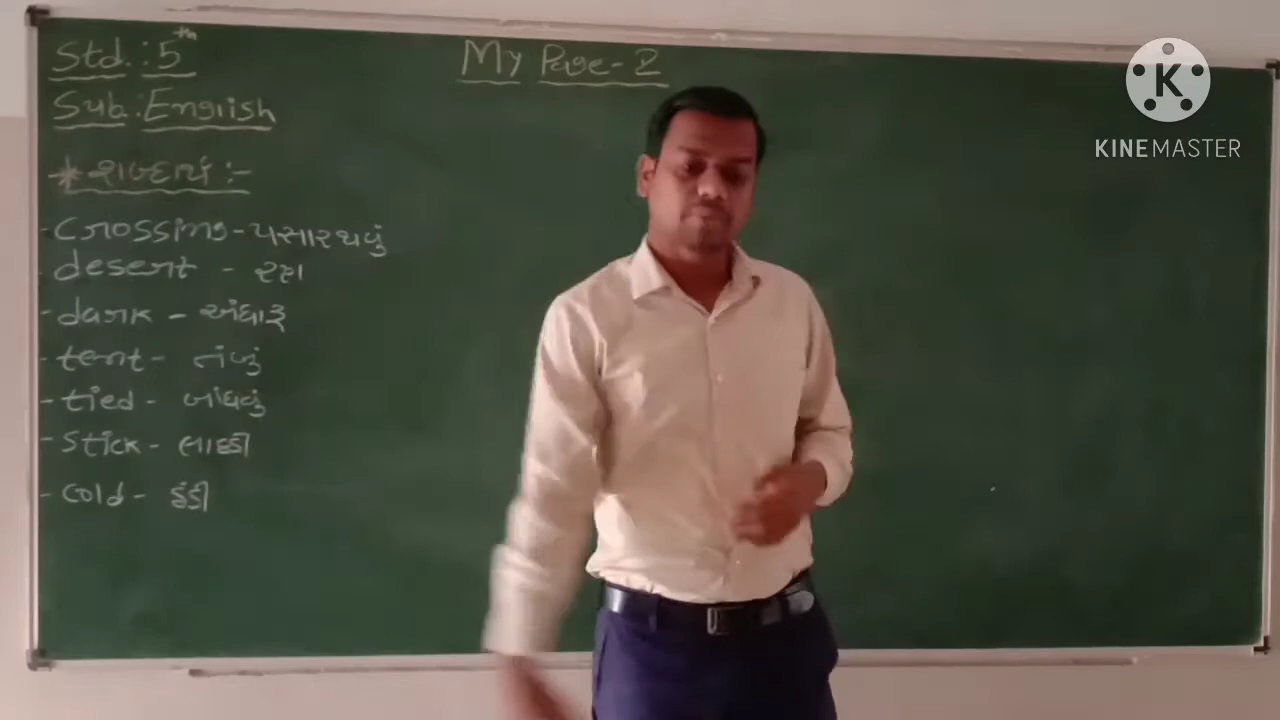 Std.: 5th
My Page-2
Sub.: English
* શબ્દાર્થ :-
- Crossing - પસાર થવું
- desert - રણ
- dark - અંધારૂ
- tent - તંબું
- tied - બાંધવું
- Stick - લાકડી
- Cold - ઠંડી
KINEMASTER